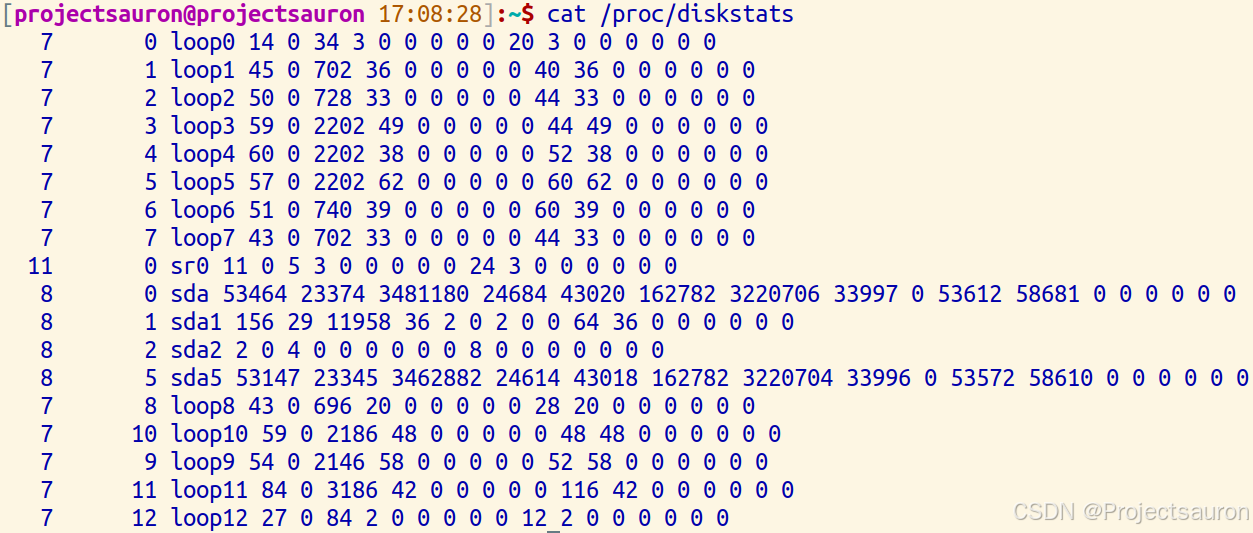 [projectsauron@projectsauron 17:08:28]:~$ cat /proc/diskstats
7 0 loop0 14 0 34 3 0 0 0 0 0 20 3 0 0 0 0 0 0
7 1 loop1 45 0 702 36 0 0 0 0 0 40 36 0 0 0 0 0 0
7 2 loop2 50 0 728 33 0 0 0 0 0 44 33 0 0 0 0 0 0
7 3 loop3 59 0 2202 49 0 0 0 0 0 44 49 0 0 0 0 0 0
7 4 loop4 60 0 2202 38 0 0 0 0 0 52 38 0 0 0 0 0 0
7 5 loop5 57 0 2202 62 0 0 0 0 0 60 62 0 0 0 0 0 0
7 6 loop6 51 0 740 39 0 0 0 0 0 60 39 0 0 0 0 0 0
7 7 loop7 43 0 702 33 0 0 0 0 0 44 33 0 0 0 0 0 0
11 0 sr0 11 0 5 3 0 0 0 0 0 24 3 0 0 0 0 0 0
8 0 sda 53464 23374 3481180 24684 43020 162782 3220706 33997 0 53612 58681 0 0 0 0 0 0
8 1 sda1 156 29 11958 36 2 0 2 0 0 64 36 0 0 0 0 0 0
8 2 sda2 2 0 4 0 0 0 0 0 0 8 0 0 0 0 0 0 0
8 5 sda5 53147 23345 3462882 24614 43018 162782 3220704 33996 0 53572 58610 0 0 0 0 0 0
7 8 loop8 43 0 696 20 0 0 0 0 0 28 20 0 0 0 0 0 0
7 10 loop10 59 0 2186 48 0 0 0 0 0 48 48 0 0 0 0 0 0
7 9 loop9 54 0 2146 58 0 0 0 0 0 52 58 0 0 0 0 0 0
7 11 loop11 84 0 3186 42 0 0 0 0 0 116 42 0 0 0 0 0 0
7 12 loop12 27 0 84 2 0 0 0 0 0 12 2 0 0 0 0 0 0
CSDN @Projectsauron